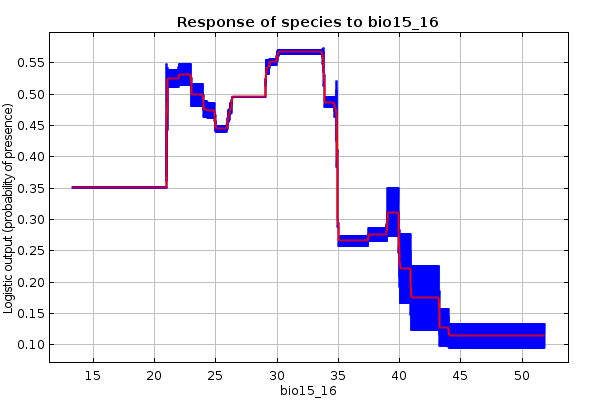 Response of species to bio15_16
Logistic output (probability of presence)
0.55
0.50
0.45
0.40
0.35
0.30
0.25
0.20
0.15
0.10
15 20 25 30 35 40 45 50
bio15_16